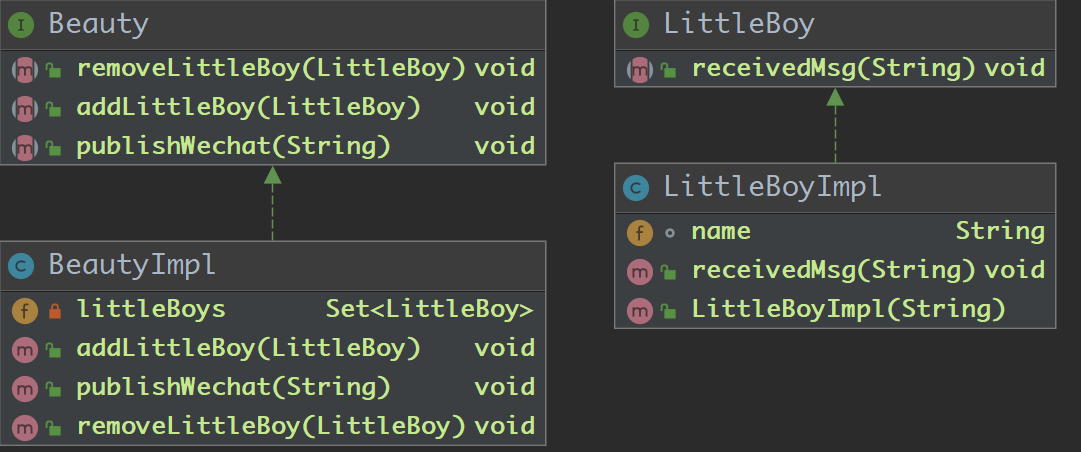 I Beauty
m removeLittleBoy(LittleBoy) void
m addLittleBoy(LittleBoy) void
m publishWechat(String) void
C BeautyImpl
f littleBoys Set<LittleBoy>
m addLittleBoy(LittleBoy) void
m publishWechat(String) void
m removeLittleBoy(LittleBoy) void
I LittleBoy
m receivedMsg(String) void
C LittleBoyImpl
f name String
m receivedMsg(String) void
m LittleBoyImpl(String)